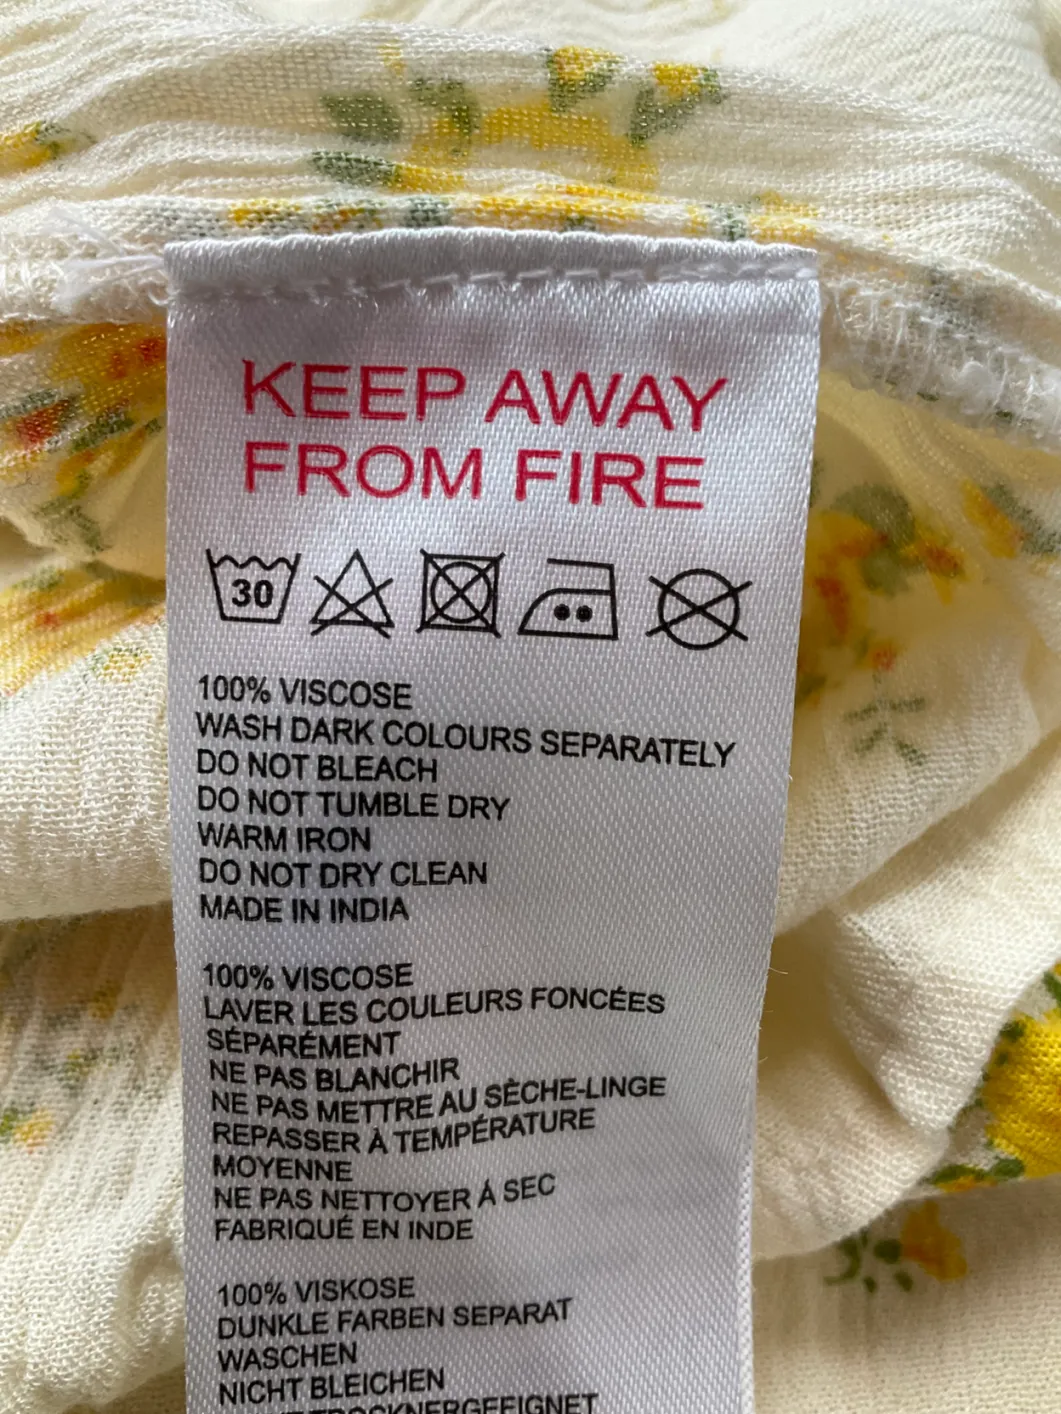 KEEP AWAY
FROM FIRE
30
100% VISCOSE
WASH DARK COLOURS SEPARATELY
DO NOT BLEACH
DO NOT TUMBLE DRY
WARM IRON
DO NOT DRY CLEAN
MADE IN INDIA
100% VISCOSE
LAVER LES COULEURS FONCÉES
SÉPARÉMENT
NE PAS BLANCHIR
NE PAS METTRE AU SÈCHE-LINGE
REPASSER À TEMPÉRATURE
MOYENNE
NE PAS NETTOYER Á SEC
FABRIQUÉ EN INDE
100% VISKOSE
DUNKLE FARBEN SEPARAT
WASCHEN
NICHT BLEICHEN
TROCKNERGEEIGNET